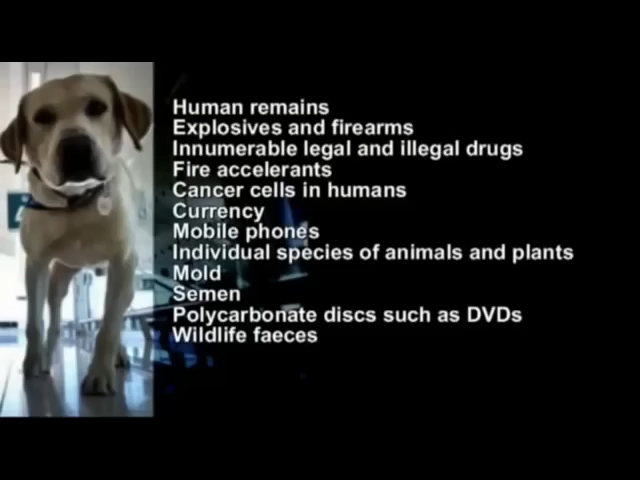 Human remains
Explosives and firearms
Innumerable legal and illegal drugs
Fire accelerants
Cancer cells in humans
Currency
Mobile phones
Individual species of animals and plants
Mold
Semen
Polycarbonate discs such as DVDs
Wildlife faeces